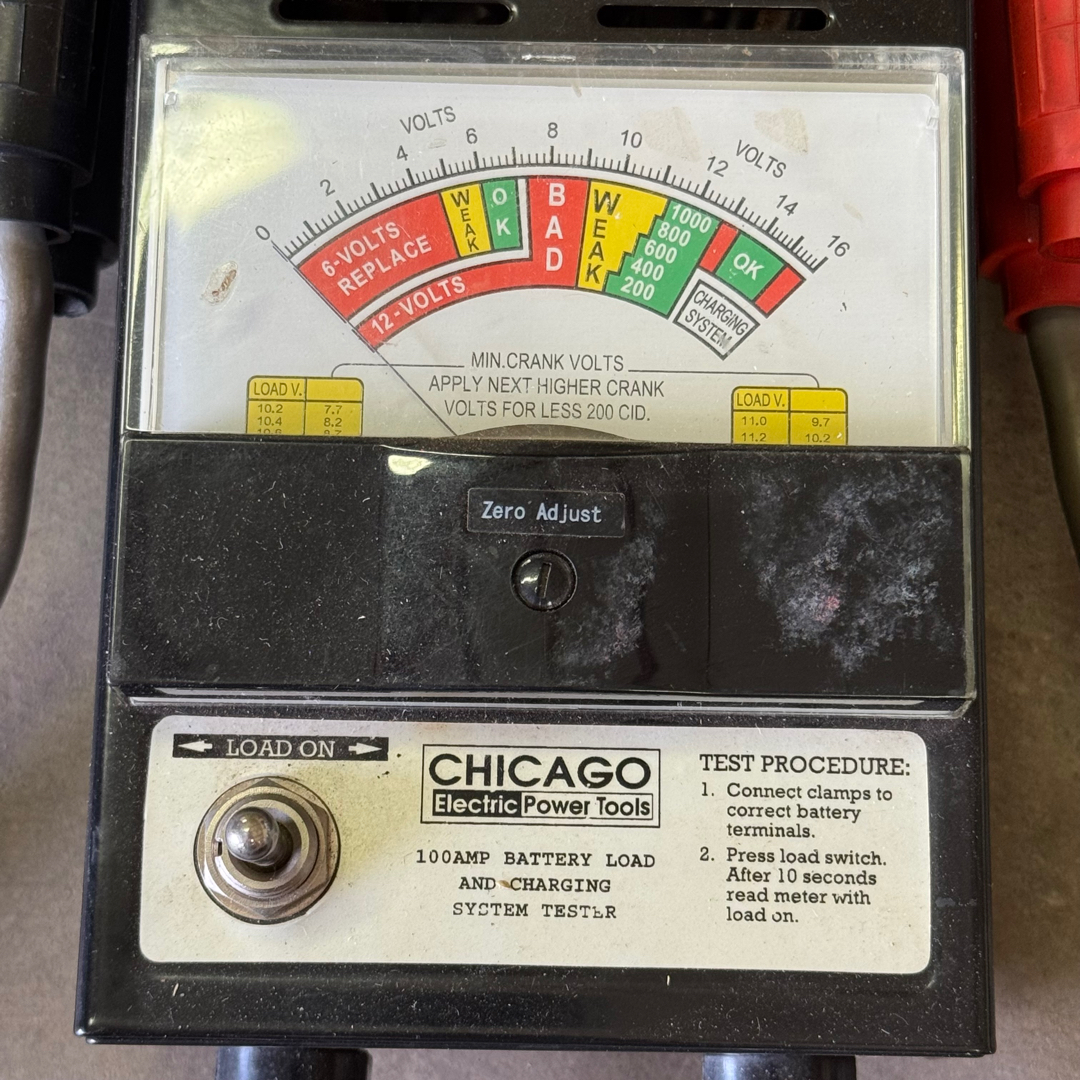 VOLTS
VOLTS
0 2 4 6 8 10 12 14 16
6-VOLTS
REPLACE
WEAK
OK
12-VOLTS
BAD
WEAK
1000
800
600
400
200
OK
CHARGING
SYSTEM
MIN.CRANK VOLTS
APPLY NEXT HIGHER CRANK
VOLTS FOR LESS 200 CID.
LOAD V.
10.2 7.7
10.4 8.2
10.6 8.7
LOAD V.
11.0 9.7
11.2 10.2
Zero Adjust
LOAD ON
CHICAGO
Electric Power Tools
100AMP BATTERY LOAD
AND CHARGING
SYSTEM TESTER
TEST PROCEDURE:
1. Connect clamps to
correct battery
terminals.
2. Press load switch.
After 10 seconds
read meter with
load on.